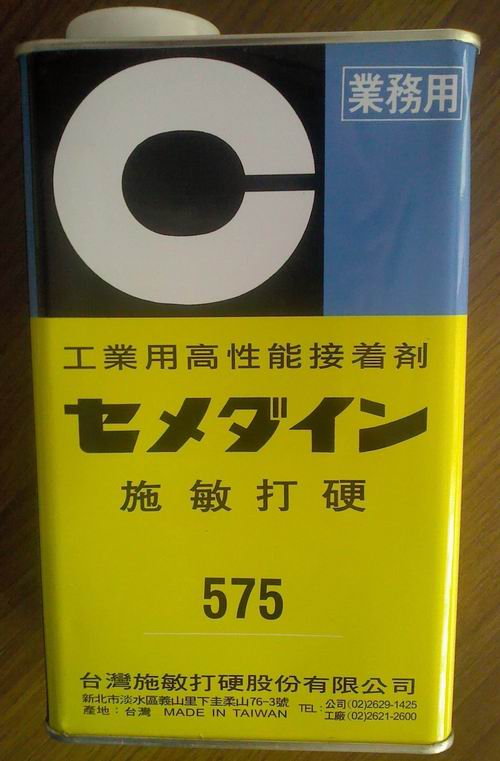 業務用
工業用高性能接着剤
セメダイン
施敏打硬
575
台灣施敏打硬股份有限公司
新北市淡水區義山里下圭柔山76-3號
產地：台灣 MADE IN TAIWAN
TEL：公司(02)2629-1425
工廠(02)2621-2600